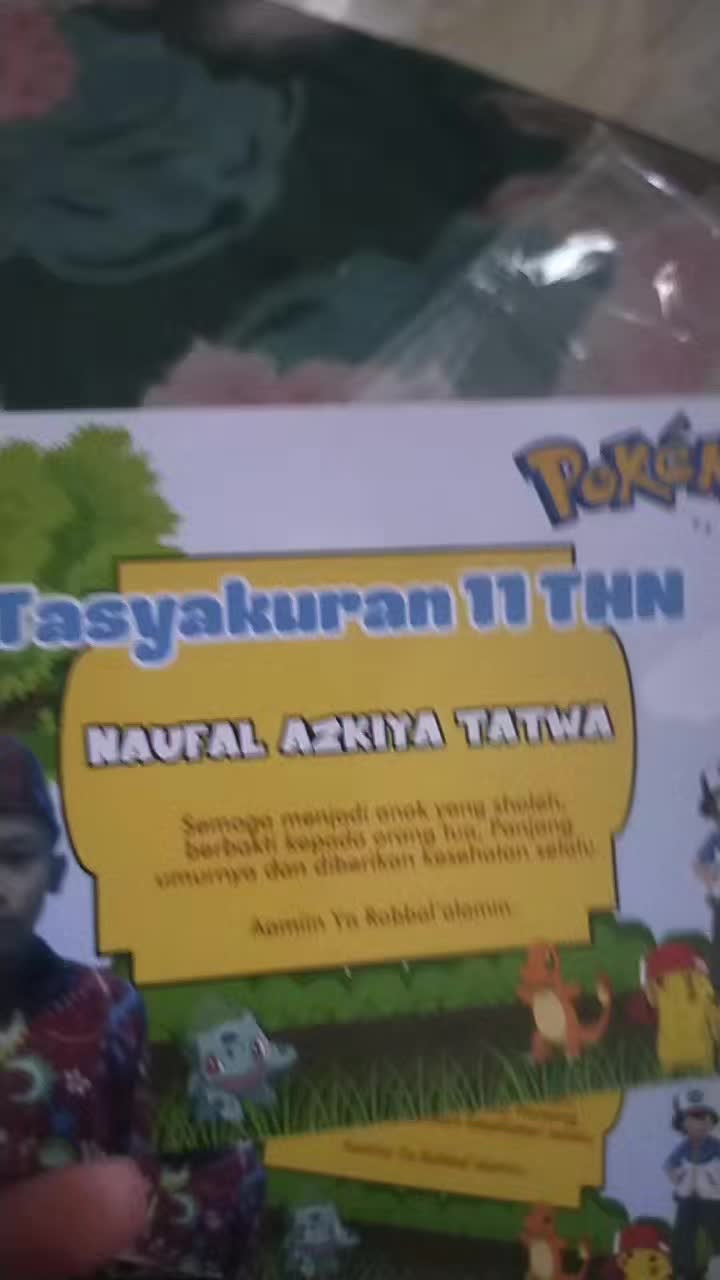 POKÉM
Tasyakuran 11 THN
NAUFAL AZKIYA TATWA
Semoga menjadi anak yang sholeh,
berbakti kepada orang tua, Panjang
umurnya dan diberikan kesehatan selalu.
Aamiin Ya Robbal'alamin.